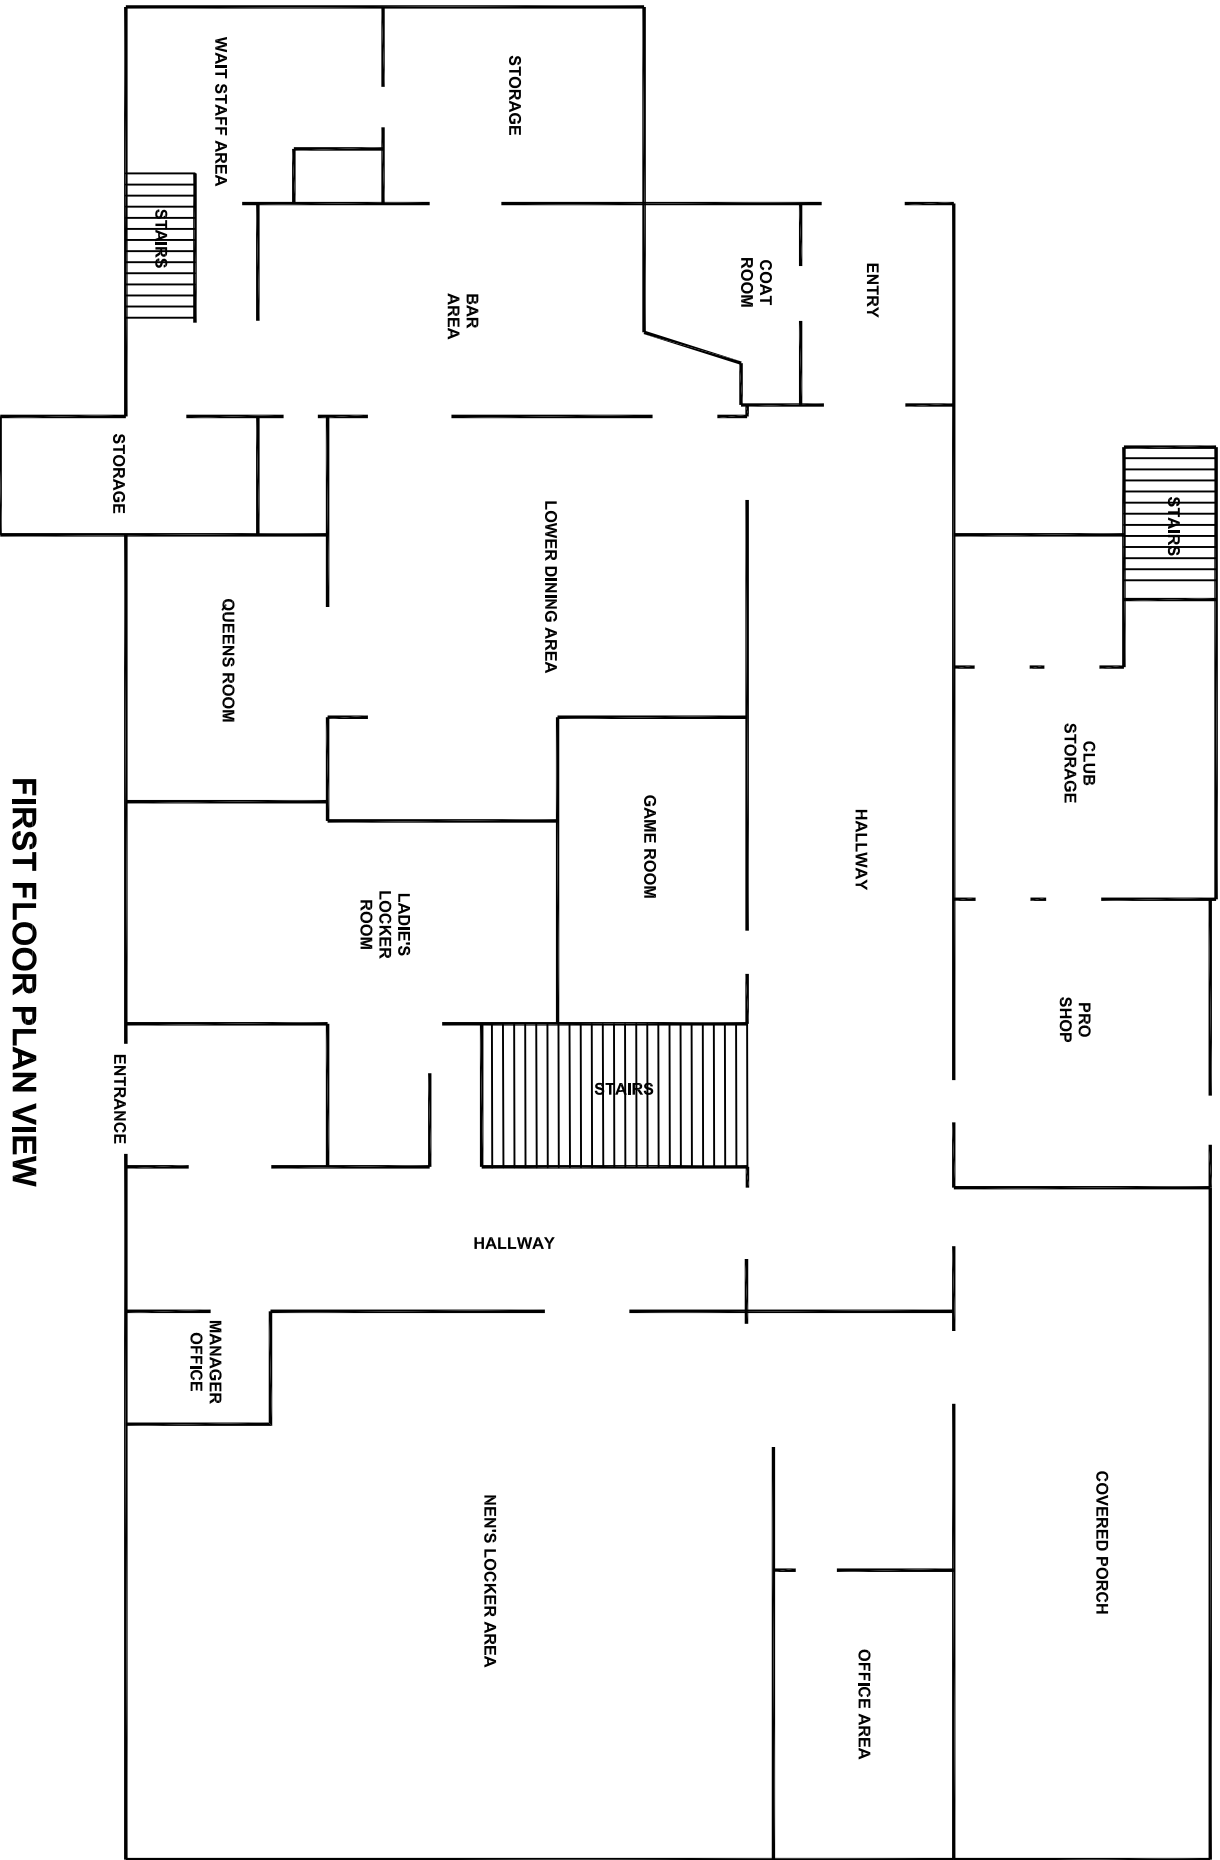 WAIT STAFF AREA
STORAGE
STAIRS
BAR
AREA
COAT
ROOM
ENTRY
STORAGE
STAIRS
LOWER DINING AREA
QUEENS ROOM
CLUB
STORAGE
GAME ROOM
HALLWAY
LADIE'S
LOCKER
ROOM
PRO
SHOP
STAIRS
ENTRANCE
HALLWAY
MANAGER
OFFICE
NEN'S LOCKER AREA
COVERED PORCH
OFFICE AREA
FIRST FLOOR PLAN VIEW